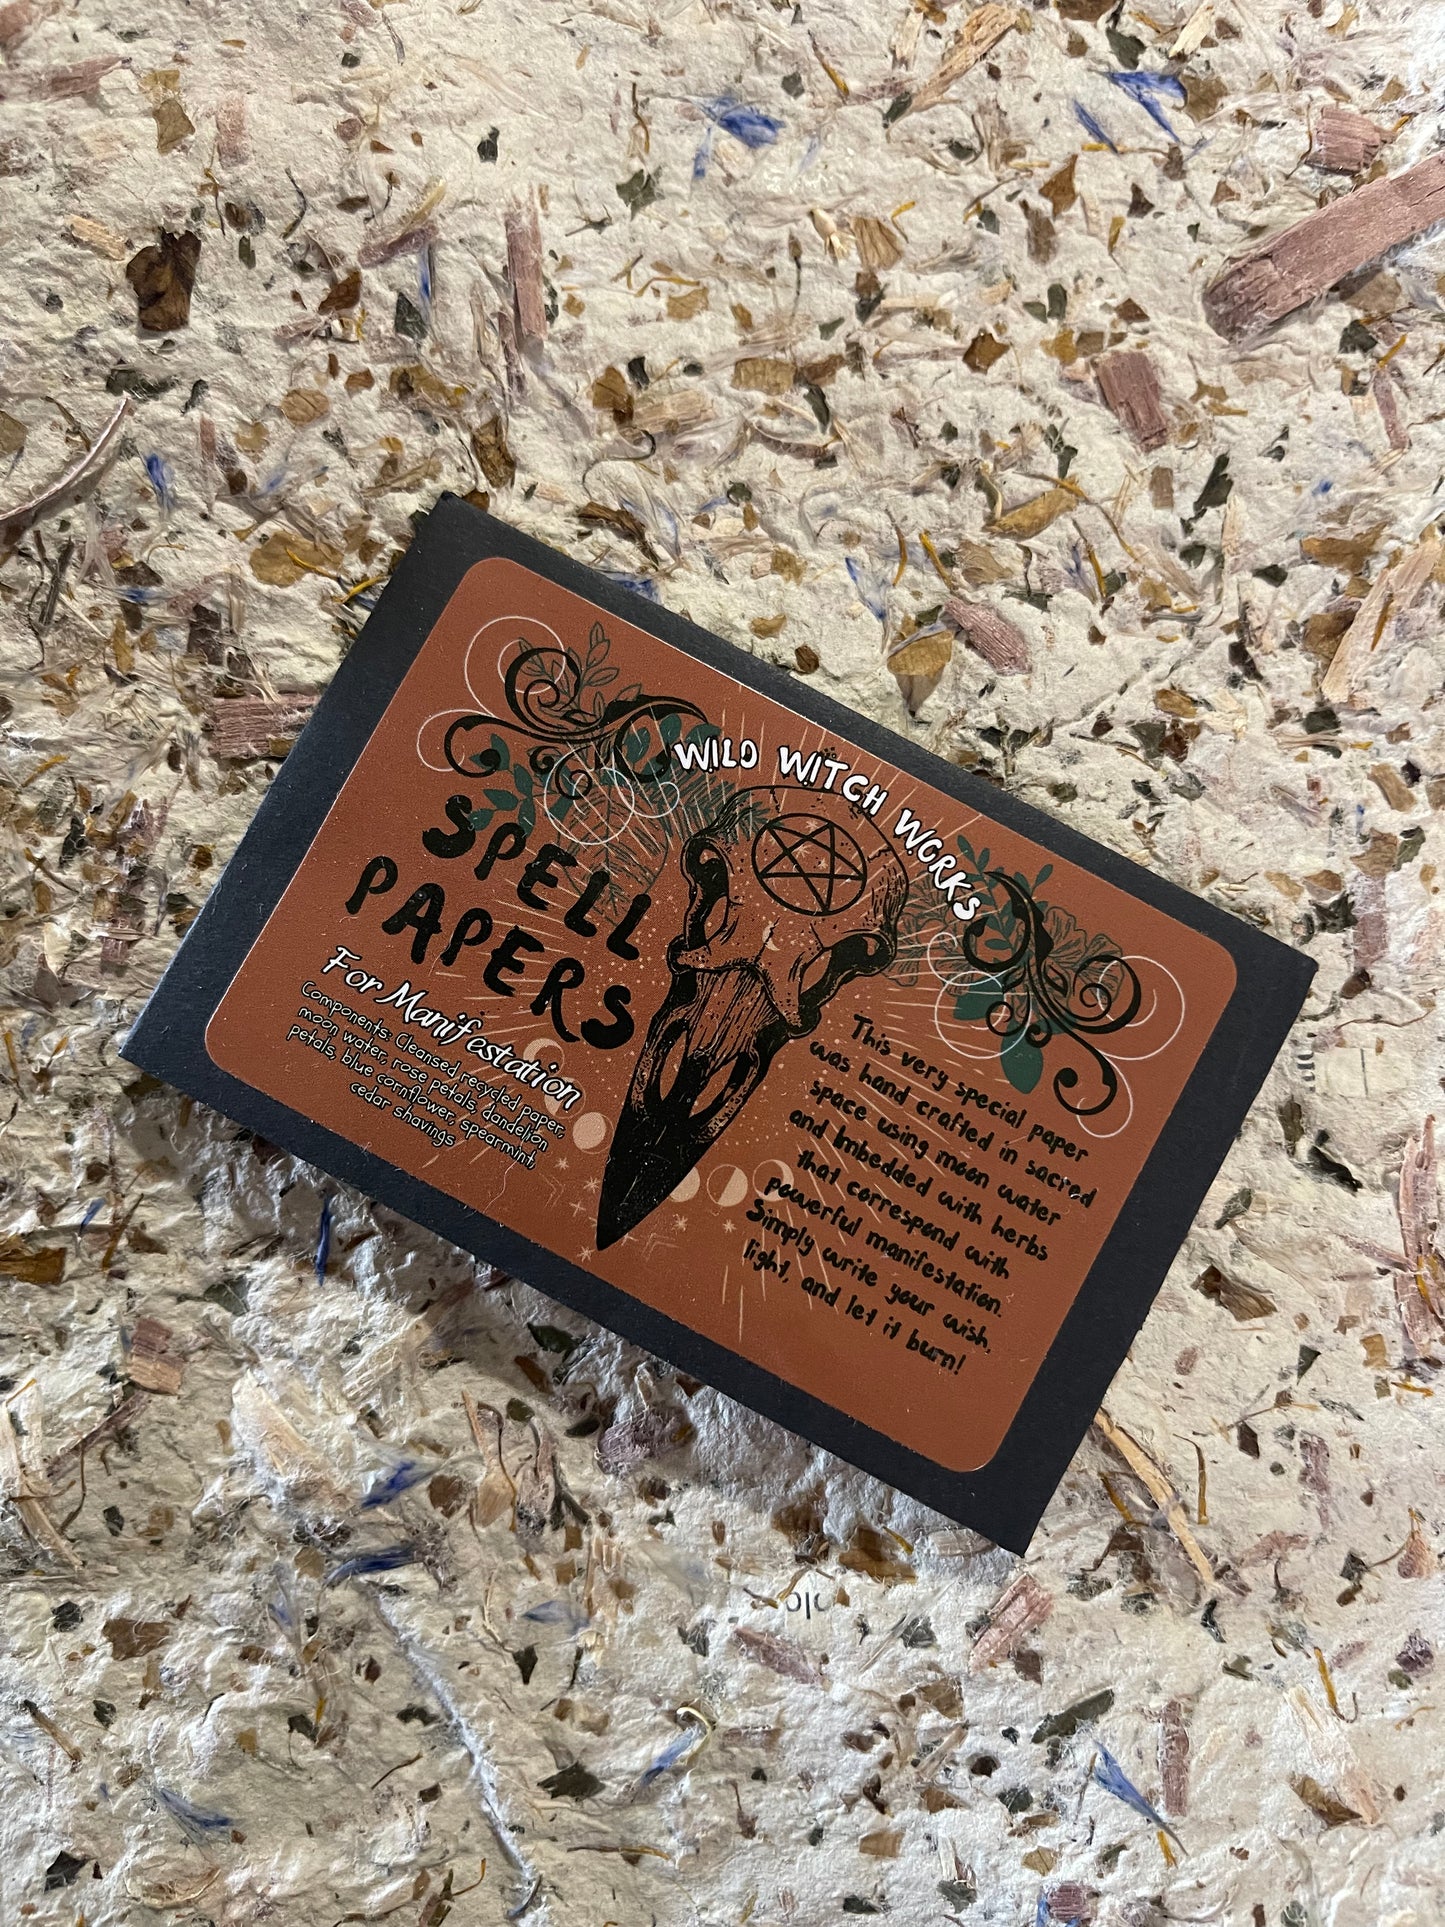 WILD WITCH WORKS
SPELL
PAPERS
For Manifestation
Components: Cleansed recycled paper,
moon water, rose petals, dandelion
petals, blue cornflower, spearmint,
cedar shavings
This very special paper
was hand crafted in sacred
space using moon water
and Imbedded with herbs
that correspond with
powerful manifestation.
Simply write your wish,
light, and let it burn!